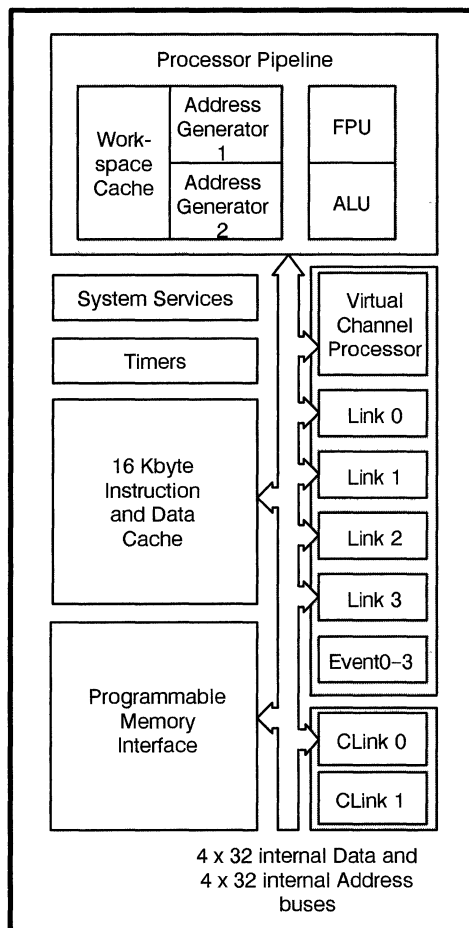 Processor Pipeline
Work-
space
Cache
Address
Generator
1
Address
Generator
2
FPU
ALU
System Services
Timers
16 Kbyte
Instruction
and Data
Cache
Programmable
Memory
Interface
Virtual
Channel
Processor
Link 0
Link 1
Link 2
Link 3
Event0–3
CLink 0
CLink 1
4 x 32 internal Data and
4 x 32 internal Address
buses